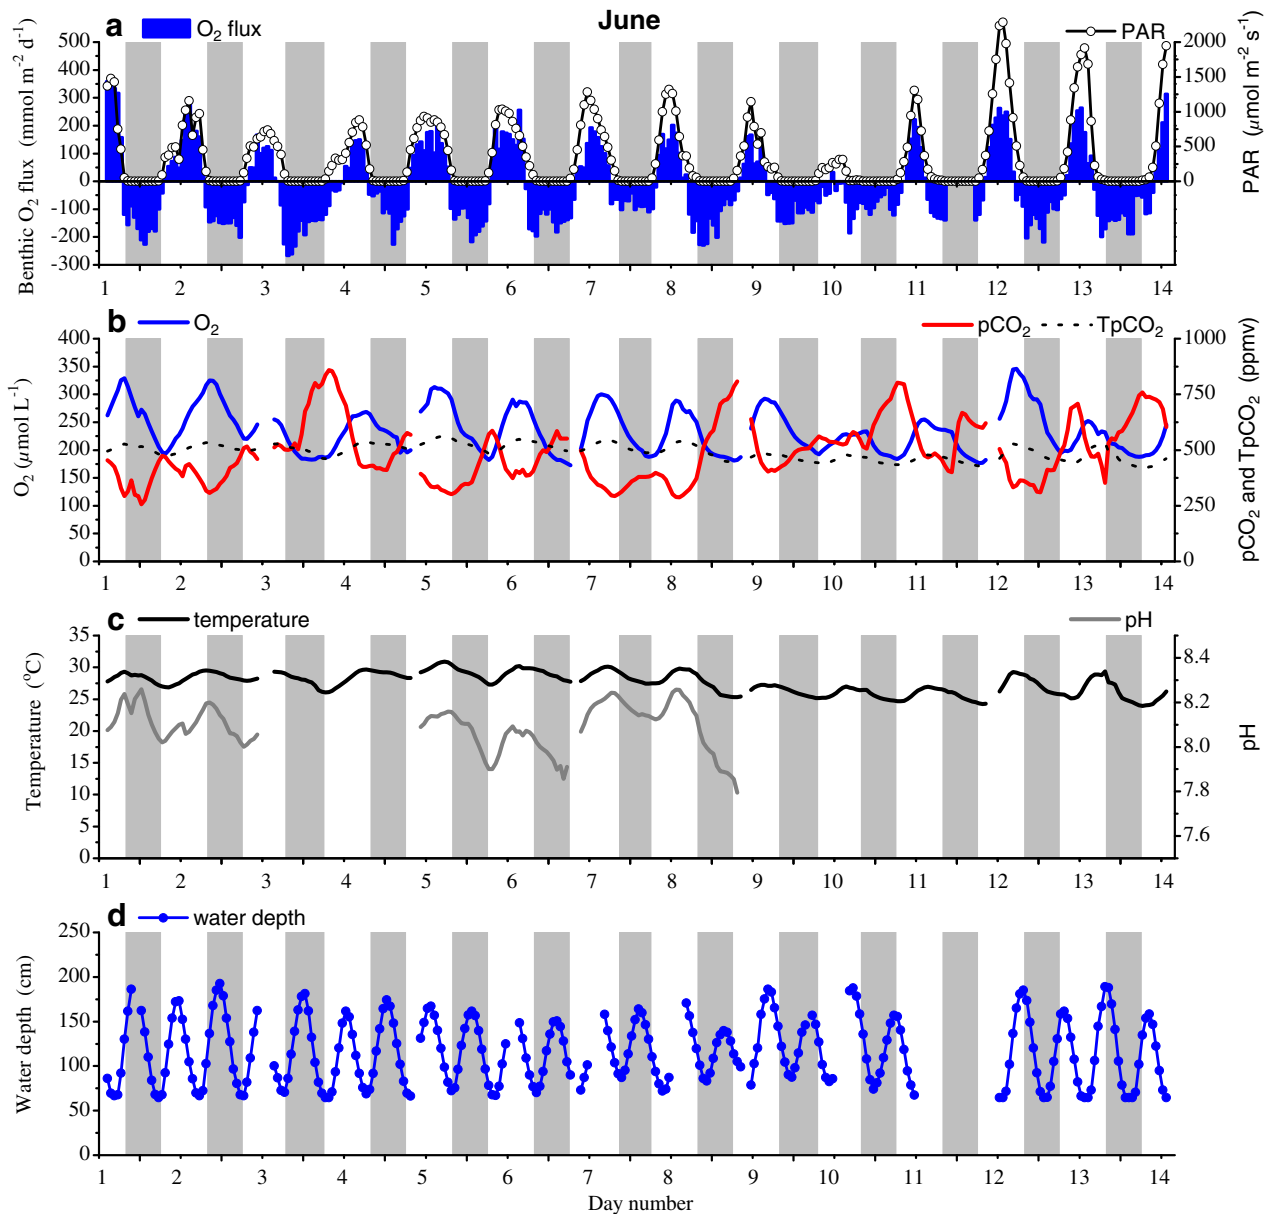 June
a O₂ flux PAR
Benthic O₂ flux (mmol m⁻² d⁻¹)
500
400
300
200
100
0
-100
-200
-300
2000
1500
1000
500
0
PAR (μmol m⁻² s⁻¹)
1 2 3 4 5 6 7 8 9 10 11 12 13 14
b O₂ pCO₂ TpCO₂
O₂ (μmol L⁻¹)
400
350
300
250
200
150
100
50
0
1000
750
500
250
0
pCO₂ and TpCO₂ (ppmv)
1 2 3 4 5 6 7 8 9 10 11 12 13 14
c temperature pH
Temperature (°C)
35
30
25
20
15
10
5
0
8.4
8.2
8.0
7.8
7.6
pH
1 2 3 4 5 6 7 8 9 10 11 12 13 14
d water depth
Water depth (cm)
250
200
150
100
50
0
1 2 3 4 5 6 7 8 9 10 11 12 13 14
Day number